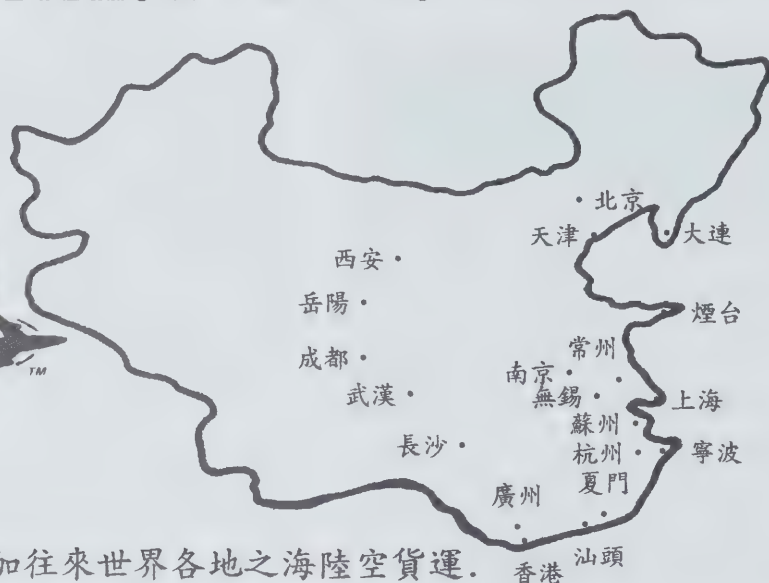 北京
天津
大連
西安
岳陽
煙台
成都
常州
南京
武漢
無錫
上海
蘇州
長沙
杭州
寧波
夏門
廣州
加往來世界各地之海陸空貨運.
香港
汕頭
TM